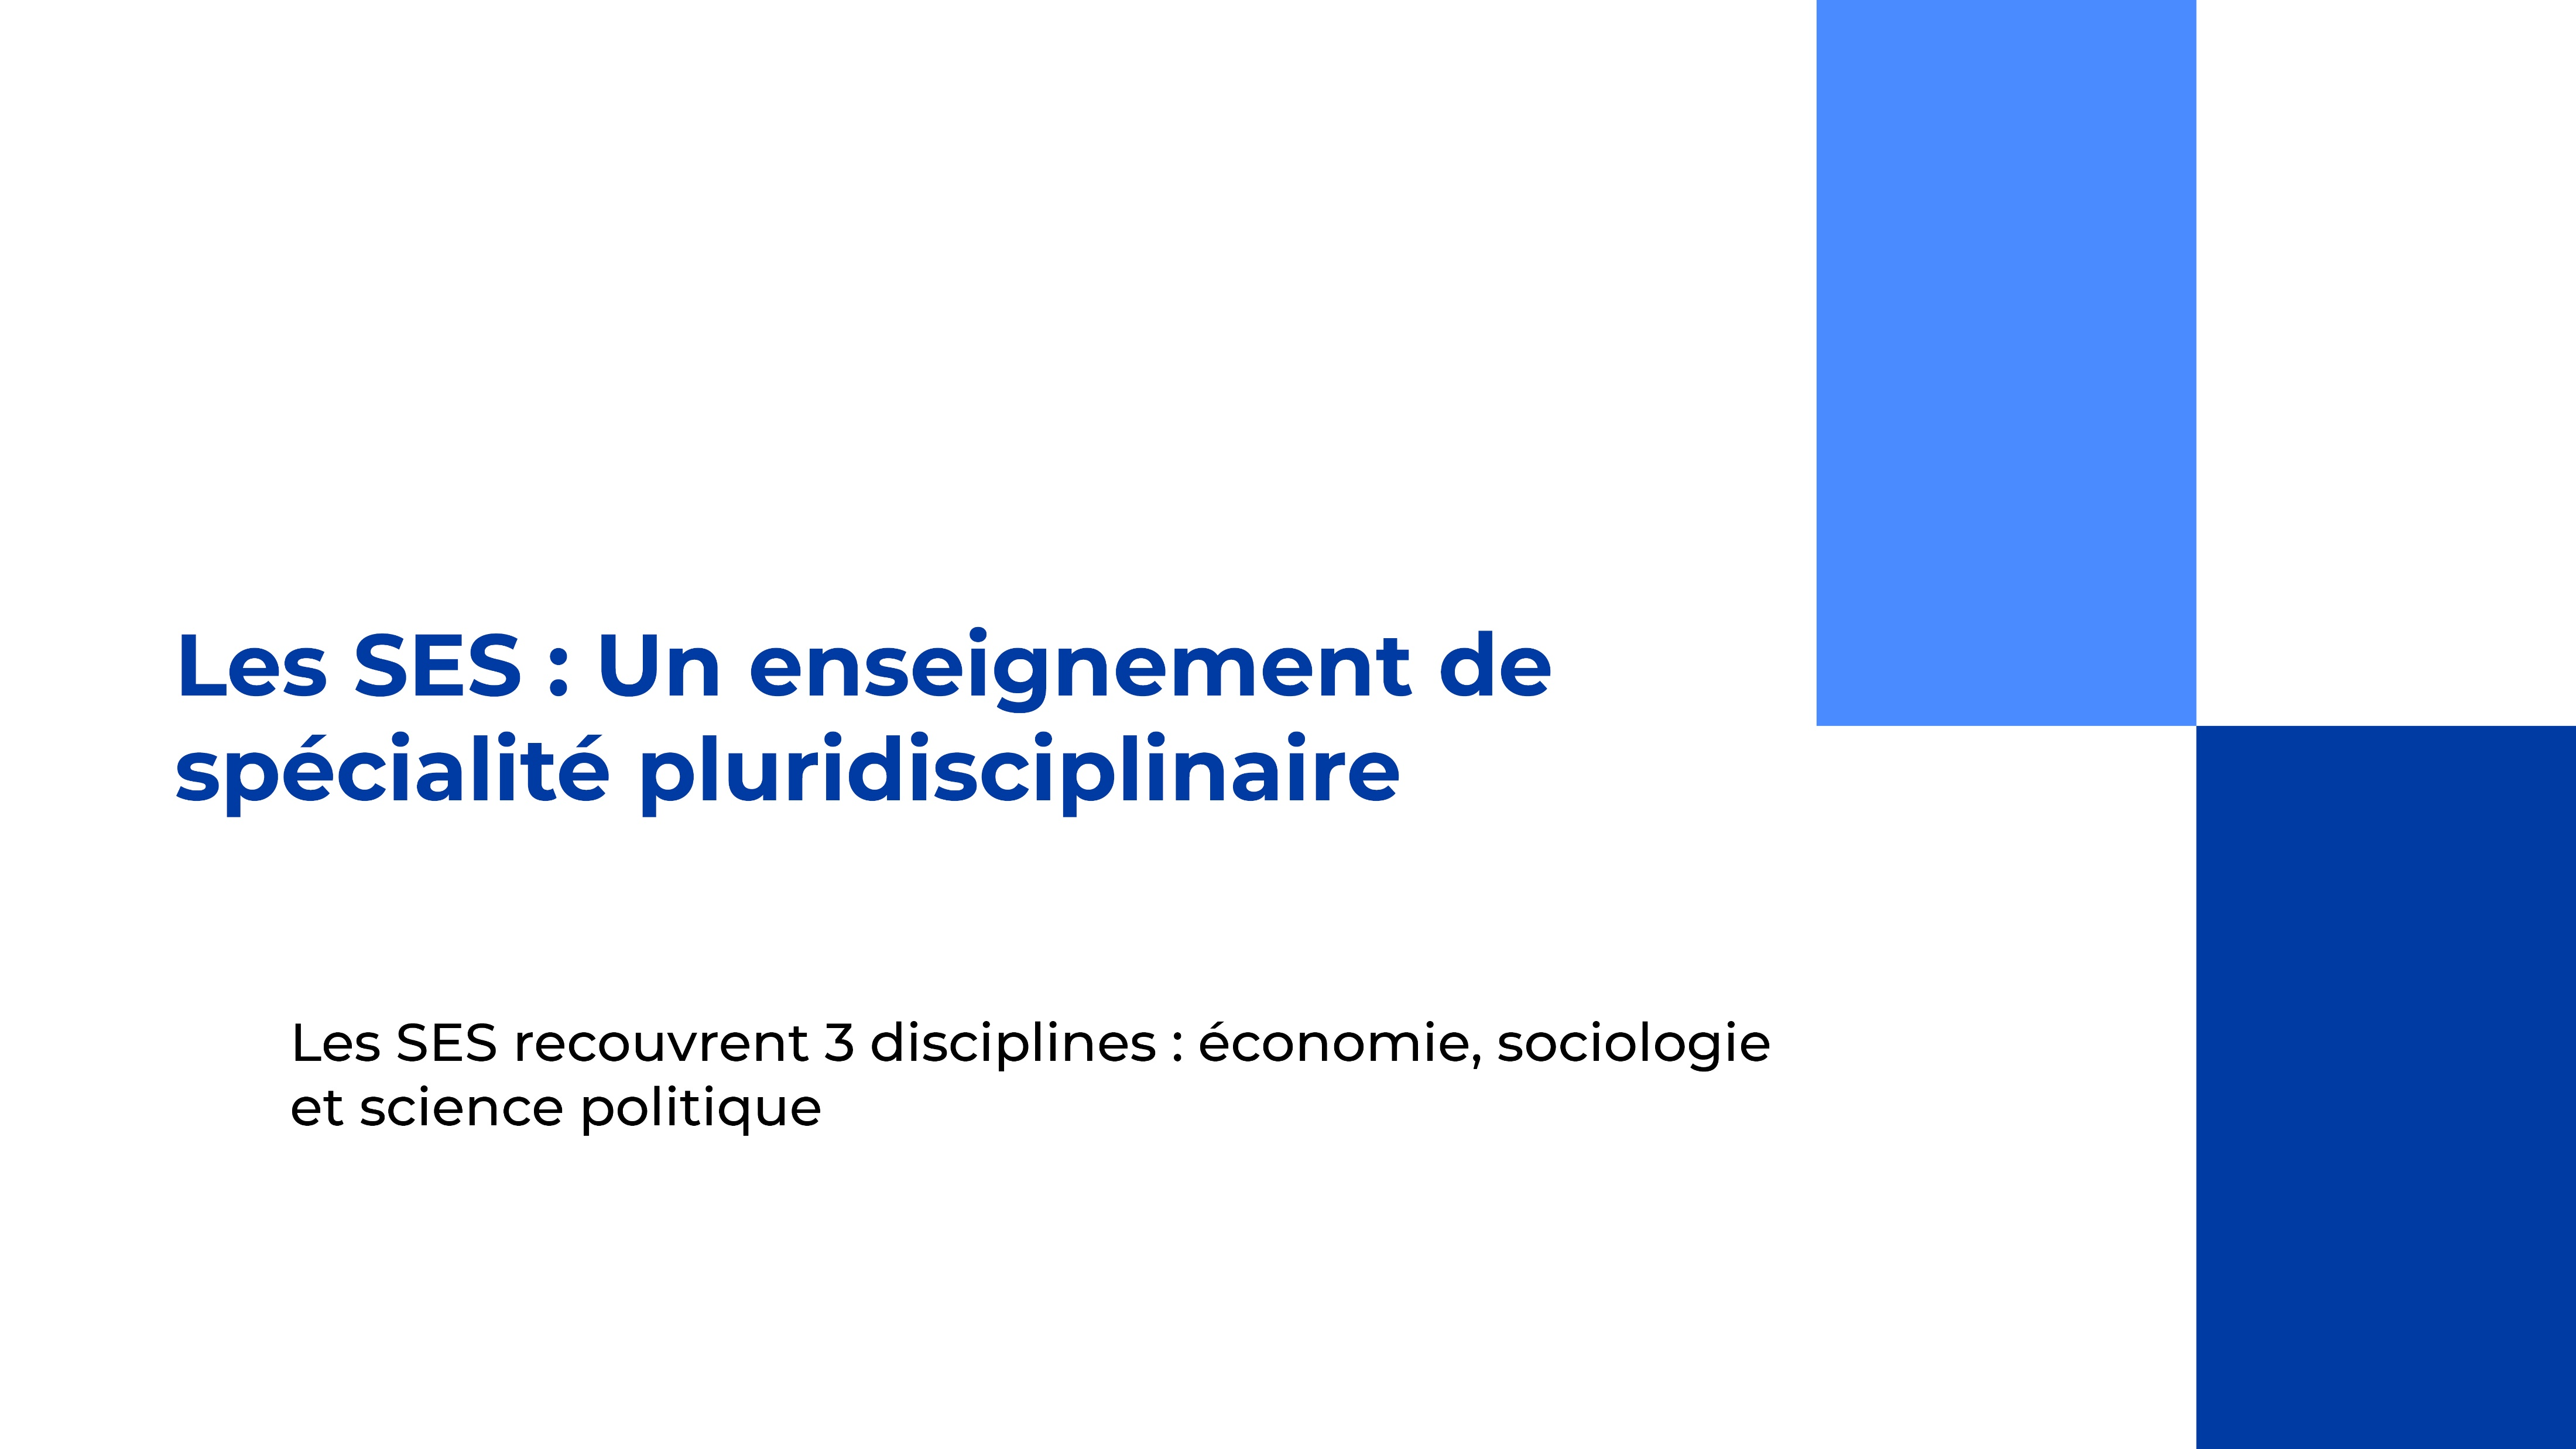 Les SES : Un enseignement de
spécialité pluridisciplinaire
Les SES recouvrent 3 disciplines : économie, sociologie
et science politique